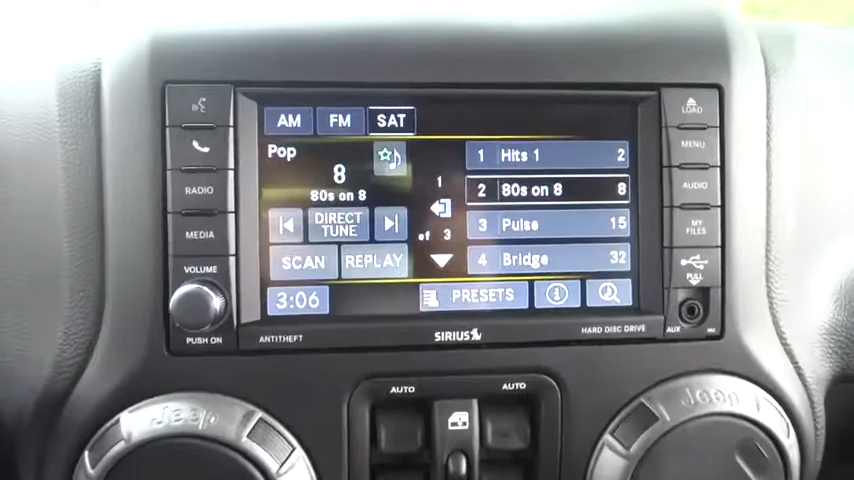 AM FM SAT
LOAD
Pop
1 Hits 1 2
MENU
8
1
80s on 8
2 80s on 8 8
RADIO
AUDIO
DIRECT
TUNE
3 Pulse 15
MY
FILES
MEDIA
of 3
SCAN REPLAY
4 Bridge 32
VOLUME
PULL
3:06
PRESETS
PUSH ON
ANTITHEFT
SIRIUS
HARD DISC DRIVE
AUX
AUTO AUTO
Jeep
Jeep